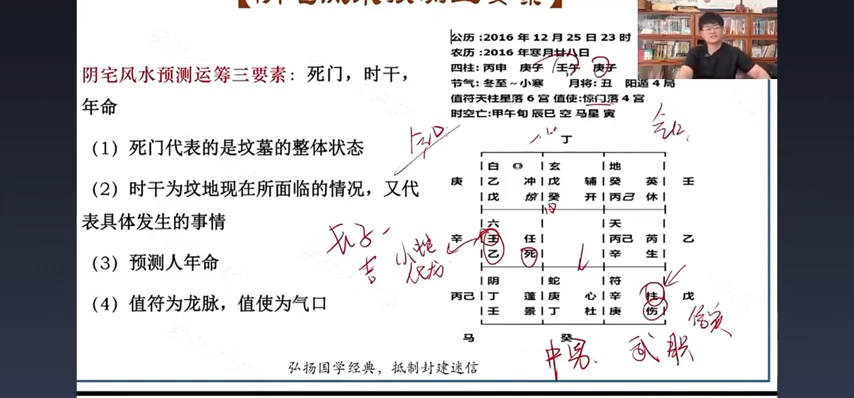 阴宅风水预测运筹三要素：死门，时干，
年命
（1）死门代表的是坟墓的整体状态
（2）时干为坟地现在所面临的情况，又代
表具体发生的事情
（3）预测人年命
（4）值符为龙脉，值使为气口
公历：2016 年 12 月 25 日 23 时
农历：2016 年寒月廿八日
四柱：丙申 庚子 壬午 庚子
节气：冬至～小寒 月将：丑 阳遁 4 局
值符天柱星落 6 宫 值使：惊门落 4 宫
时空亡：甲午旬 辰巳 空 马星 寅
丁
白 玄 地
庚 乙 冲 戊 辅 癸 英 壬
戊 癸 开 丙己 休
六 天
辛 壬 任 丙己 芮 乙
乙 死 辛 生
阴 蛇 符
丙己 丁 蓬 庚 心 辛 柱 戊
壬 景 丁 杜 庚 伤
马 癸
长子
吉
中男
武职
弘扬国学经典，抵制封建迷信